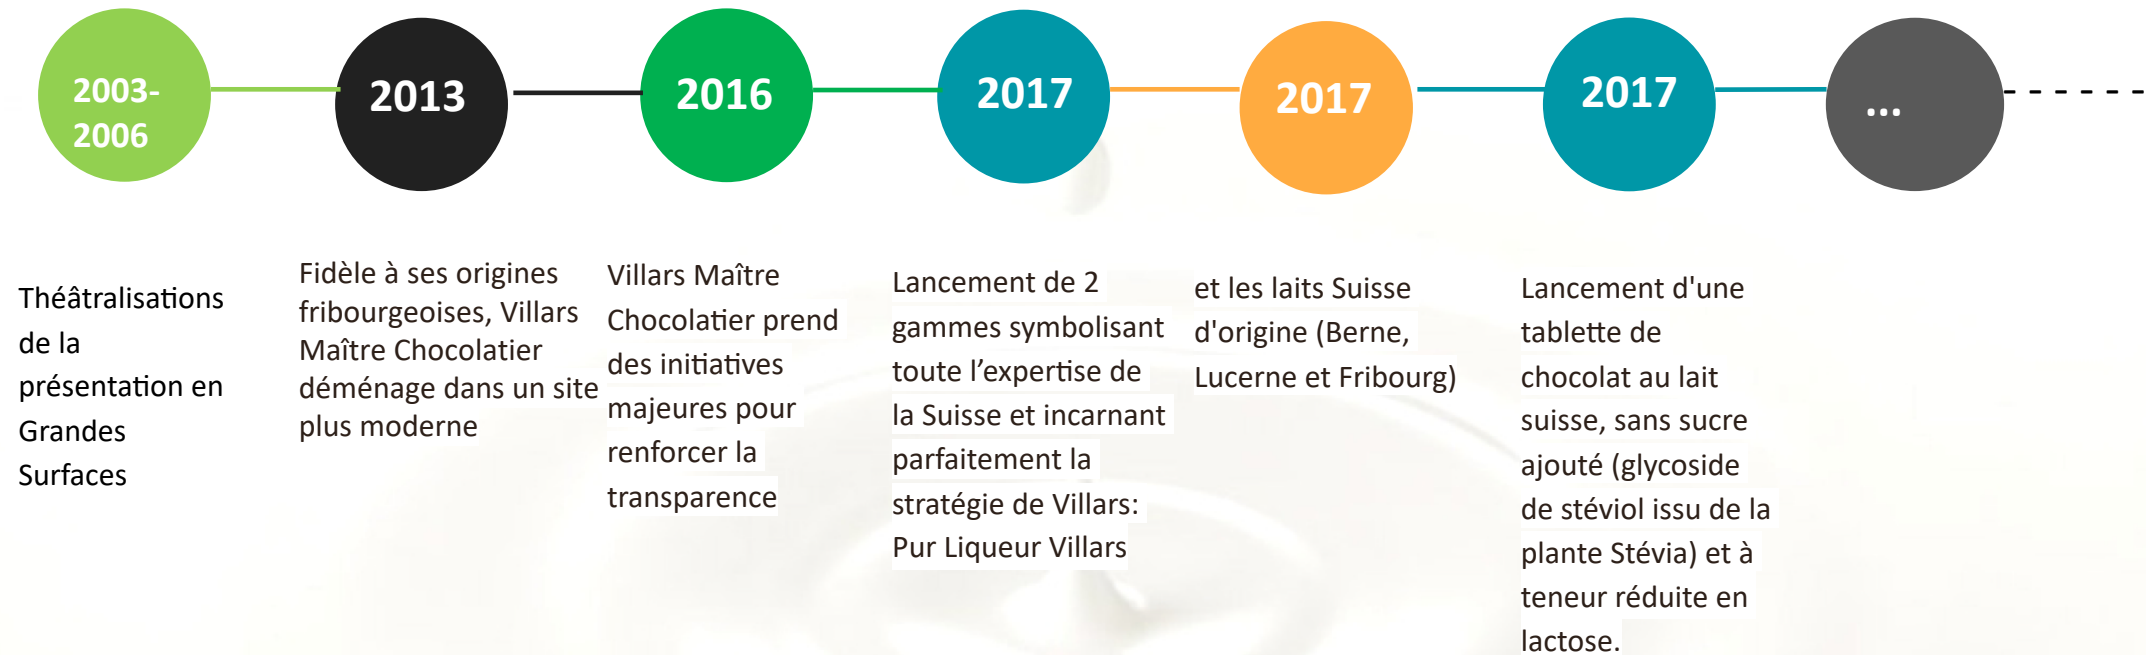 2003-
2006
2013
2016
2017
2017
2017
...
Théâtralisations
de la
présentation en
Grandes
Surfaces
Fidèle à ses origines
fribourgeoises, Villars
Maître Chocolatier
déménage dans un site
plus moderne
Villars Maître
Chocolatier prend
des initiatives
majeures pour
renforcer la
transparence
Lancement de 2
gammes symbolisant
toute l’expertise de
la Suisse et incarnant
parfaitement la
stratégie de Villars:
Pur Liqueur Villars
et les laits Suisse
d'origine (Berne,
Lucerne et Fribourg)
Lancement d'une
tablette de
chocolat au lait
suisse, sans sucre
ajouté (glycoside
de stéviol issu de la
plante Stévia) et à
teneur réduite en
lactose.